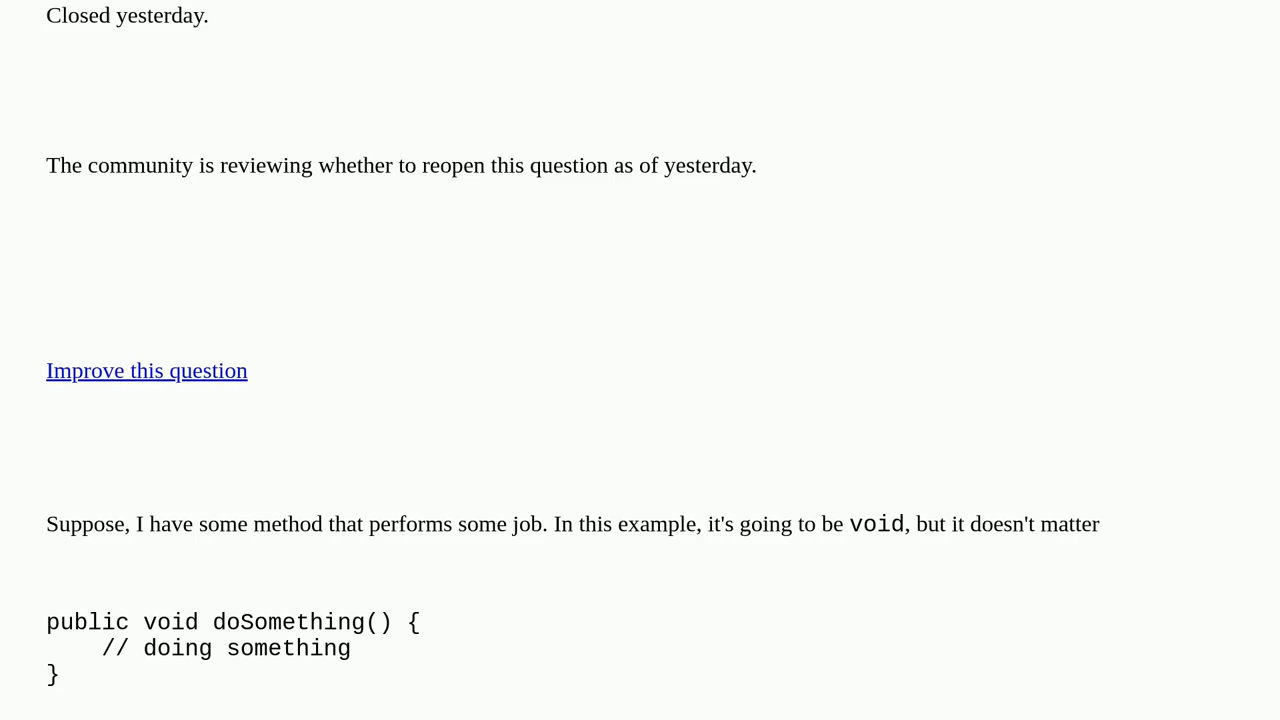 Closed yesterday.
The community is reviewing whether to reopen this question as of yesterday.
Improve this question
Suppose, I have some method that performs some job. In this example, it's going to be void, but it doesn't matter
public void doSomething() {
    // doing something
}